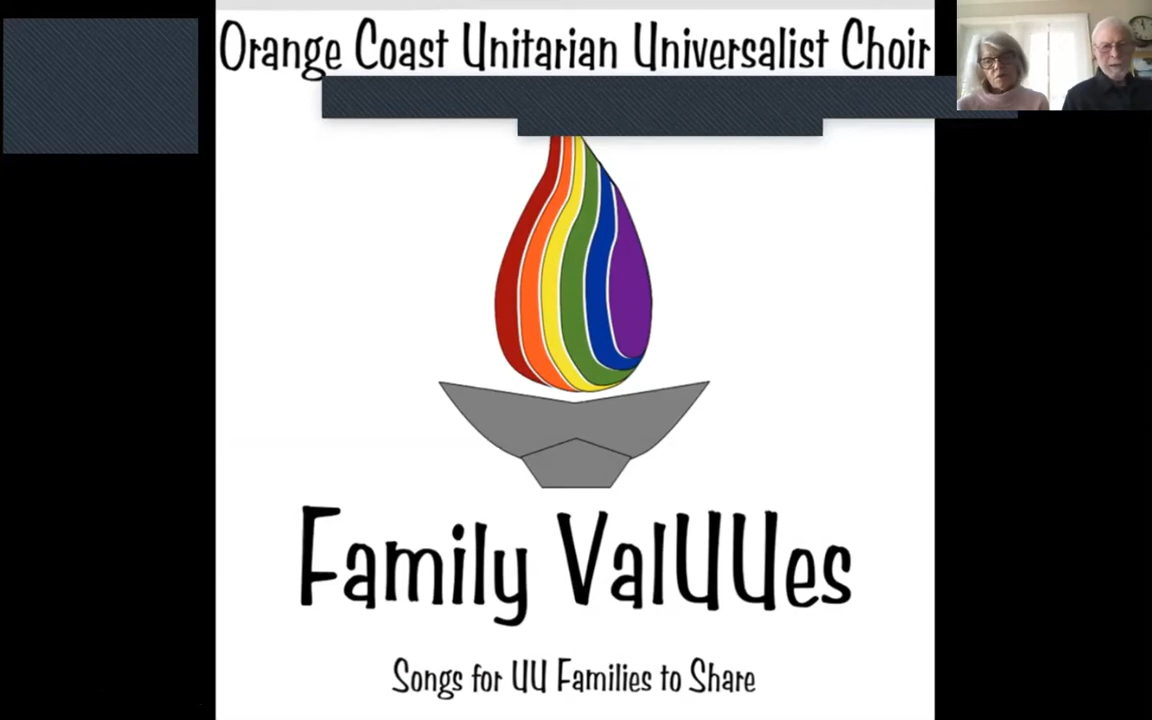 Orange Coast Unitarian Universalist Choir
Family ValUUes
Songs for UU Families to Share